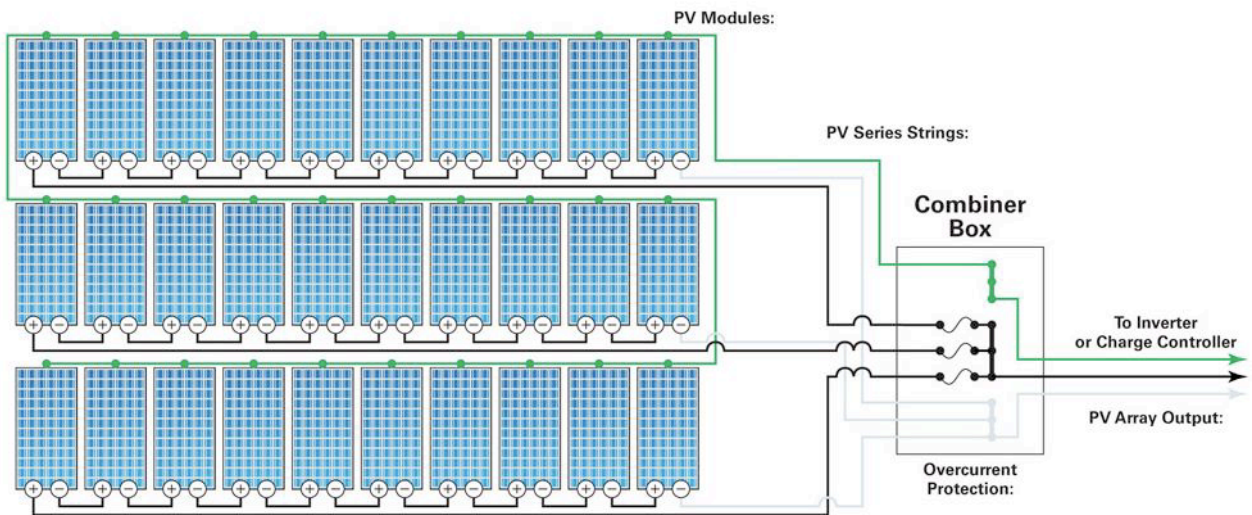 PV Modules:
PV Series Strings:
Combiner
Box
To Inverter
or Charge Controller
PV Array Output:
Overcurrent
Protection: